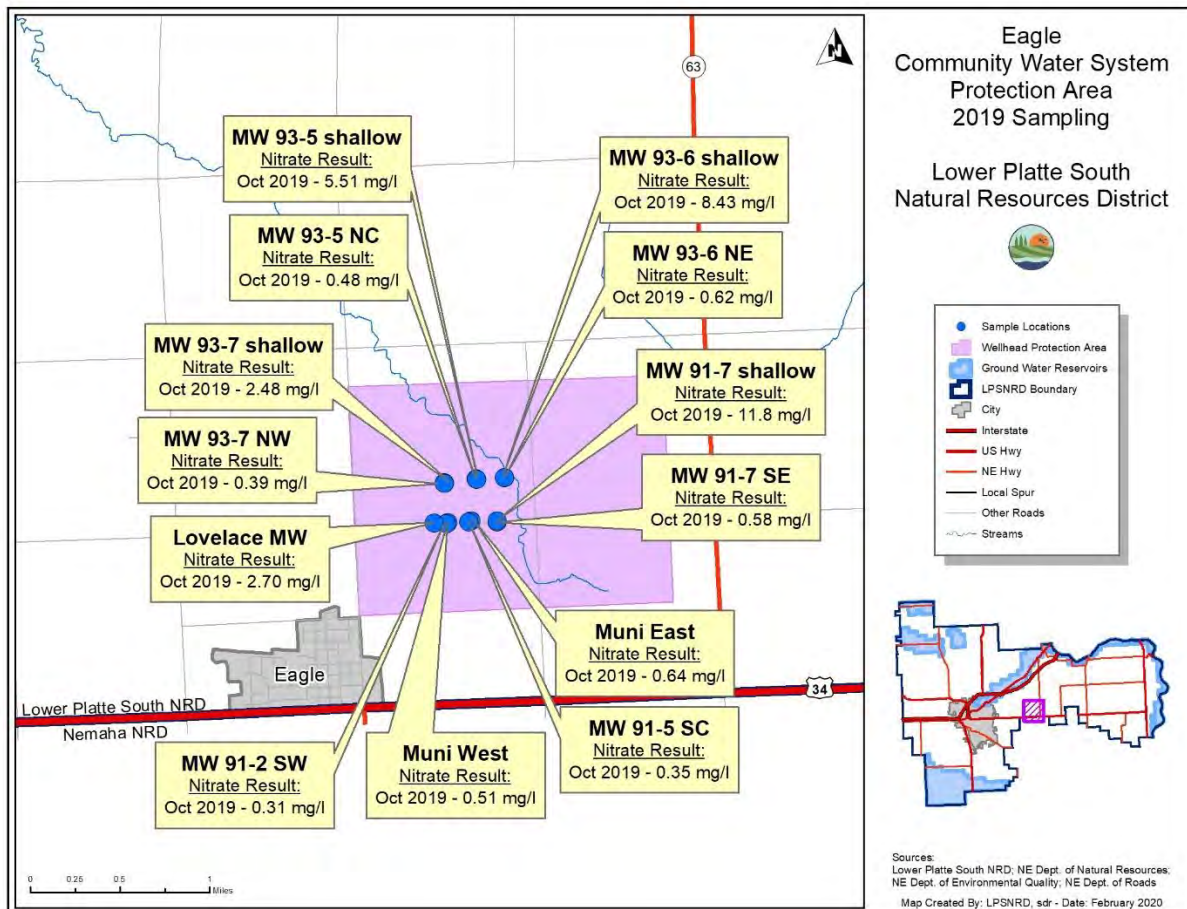 Eagle
Community Water System
Protection Area
2019 Sampling
Lower Platte South
Natural Resources District
N
63
MW 93-5 shallow
Nitrate Result:
Oct 2019 - 5.51 mg/l
MW 93-6 shallow
Nitrate Result:
Oct 2019 - 8.43 mg/l
MW 93-5 NC
Nitrate Result:
Oct 2019 - 0.48 mg/l
MW 93-6 NE
Nitrate Result:
Oct 2019 - 0.62 mg/l
MW 93-7 shallow
Nitrate Result:
Oct 2019 - 2.48 mg/l
MW 91-7 shallow
Nitrate Result:
Oct 2019 - 11.8 mg/l
MW 93-7 NW
Nitrate Result:
Oct 2019 - 0.39 mg/l
MW 91-7 SE
Nitrate Result:
Oct 2019 - 0.58 mg/l
Lovelace MW
Nitrate Result:
Oct 2019 - 2.70 mg/l
Muni East
Nitrate Result:
Oct 2019 - 0.64 mg/l
Eagle
34
Lower Platte South NRD
Nemaha NRD
MW 91-2 SW
Nitrate Result:
Oct 2019 - 0.31 mg/l
Muni West
Nitrate Result:
Oct 2019 - 0.51 mg/l
MW 91-5 SC
Nitrate Result:
Oct 2019 - 0.35 mg/l
0 0.25 0.5 1
Miles
Sample Locations
Wellhead Protection Area
Ground Water Reservoirs
LPSNRD Boundary
City
Interstate
US Hwy
NE Hwy
Local Spur
Other Roads
Streams
Sources:
Lower Platte South NRD; NE Dept. of Natural Resources;
NE Dept. of Environmental Quality; NE Dept. of Roads
Map Created By: LPSNRD, sdr - Date: February 2020